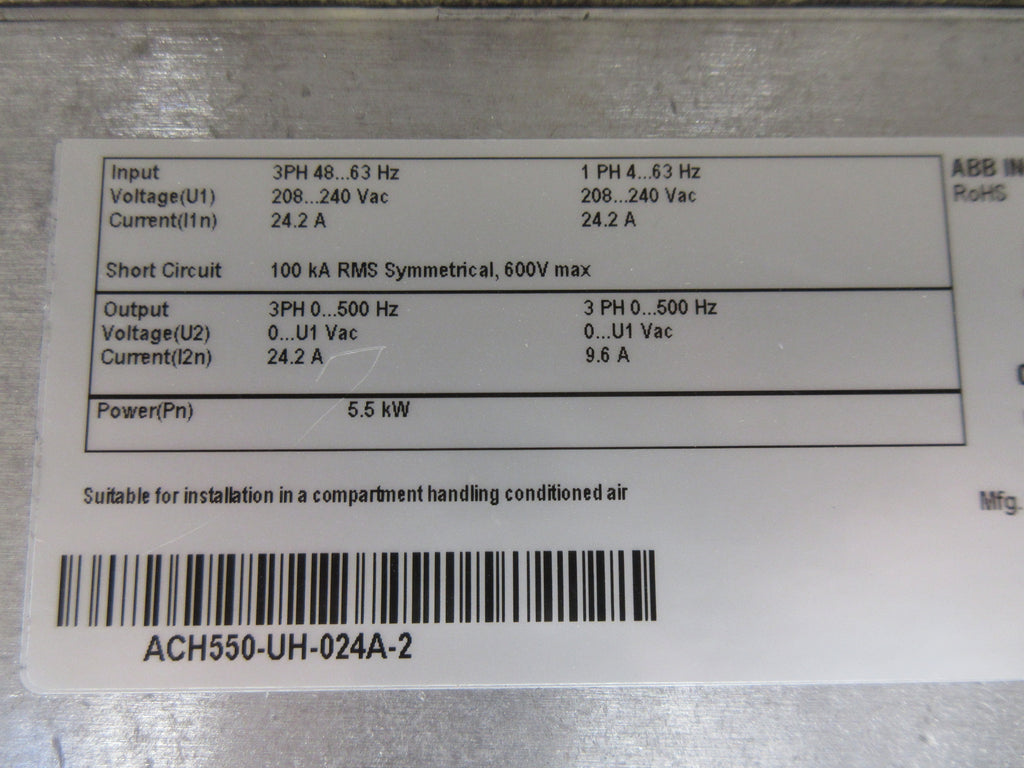 Input 3PH 48...63 Hz 1 PH 4...63 Hz
Voltage(U1) 208...240 Vac 208...240 Vac
Current(I1n) 24.2 A 24.2 A
Short Circuit 100 kA RMS Symmetrical, 600V max
Output 3PH 0...500 Hz 3 PH 0...500 Hz
Voltage(U2) 0...U1 Vac 0...U1 Vac
Current(I2n) 24.2 A 9.6 A
Power(Pn) 5.5 kW
ABB IN
RoHS
Suitable for installation in a compartment handling conditioned air
Mfg.
ACH550-UH-024A-2